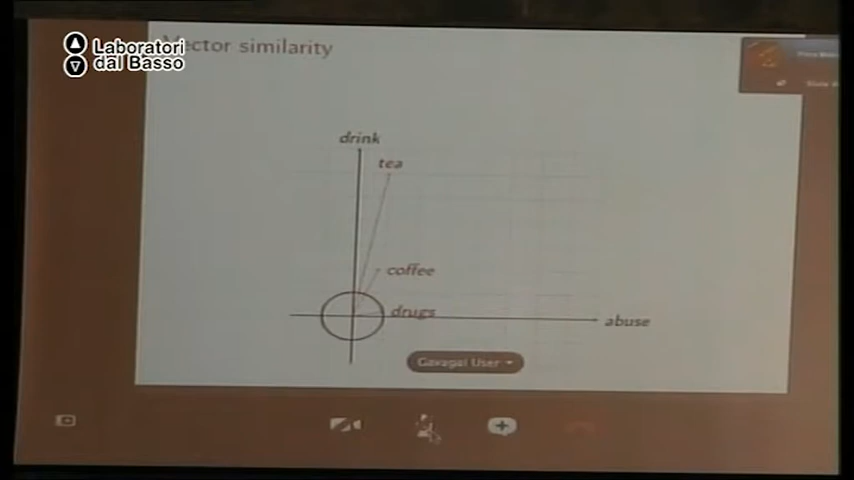 Laboratori
dal Basso
Vector similarity
drink
tea
coffee
drugs
abuse
Gavagai User